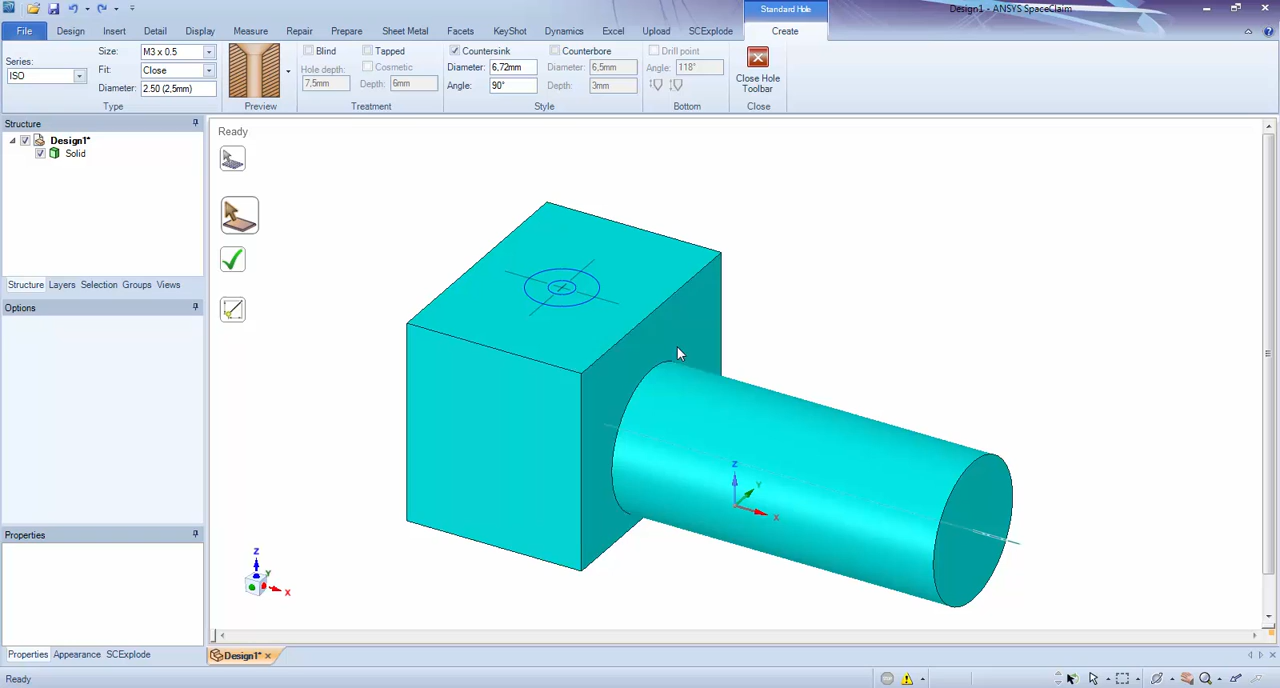 Standard Hole
Design1 - ANSYS SpaceClaim
File Design Insert Detail Display Measure Repair Prepare Sheet Metal Facets KeyShot Dynamics Excel Upload SCExplode Create
Series:
ISO
Size: M3 x 0.5
Fit: Close
Diameter: 2.50 (2,5mm)
Type
Preview
Blind
Hole depth:
7,5mm
Tapped
Cosmetic
Depth: 6mm
Treatment
Countersink
Diameter: 6,72mm
Angle: 90°
Counterbore
Diameter: 6,5mm
Depth: 3mm
Style
Drill point
Angle: 118°
Bottom
Close Hole
Toolbar
Close
Structure
Design1*
Solid
Structure Layers Selection Groups Views
Options
Properties
Properties Appearance SCExplode
Ready
Z
Y
X
Z
Y
X
Design1*
Ready